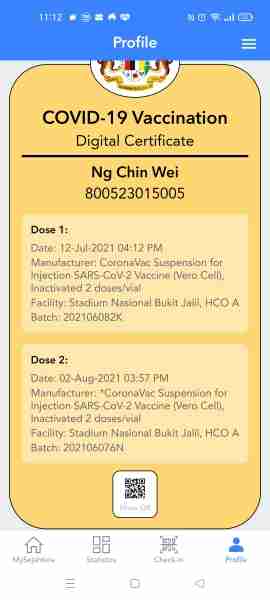 11:12
Profile
COVID-19 Vaccination
Digital Certificate
Ng Chin Wei
800523015005
Dose 1:
Date: 12-Jul-2021 04:12 PM
Manufacturer: CoronaVac Suspension for
Injection SARS-CoV-2 Vaccine (Vero Cell),
Inactivated 2 doses/vial
Facility: Stadium Nasional Bukit Jalil, HCO A
Batch: 202106082K
Dose 2:
Date: 02-Aug-2021 03:57 PM
Manufacturer: *CoronaVac Suspension for
Injection SARS-CoV-2 Vaccine (Vero Cell),
Inactivated 2 doses/vial
Facility: Stadium Nasional Bukit Jalil, HCO A
Batch: 202106076N
Show QR
MySejahtera
Statistics
Check-in
Profile